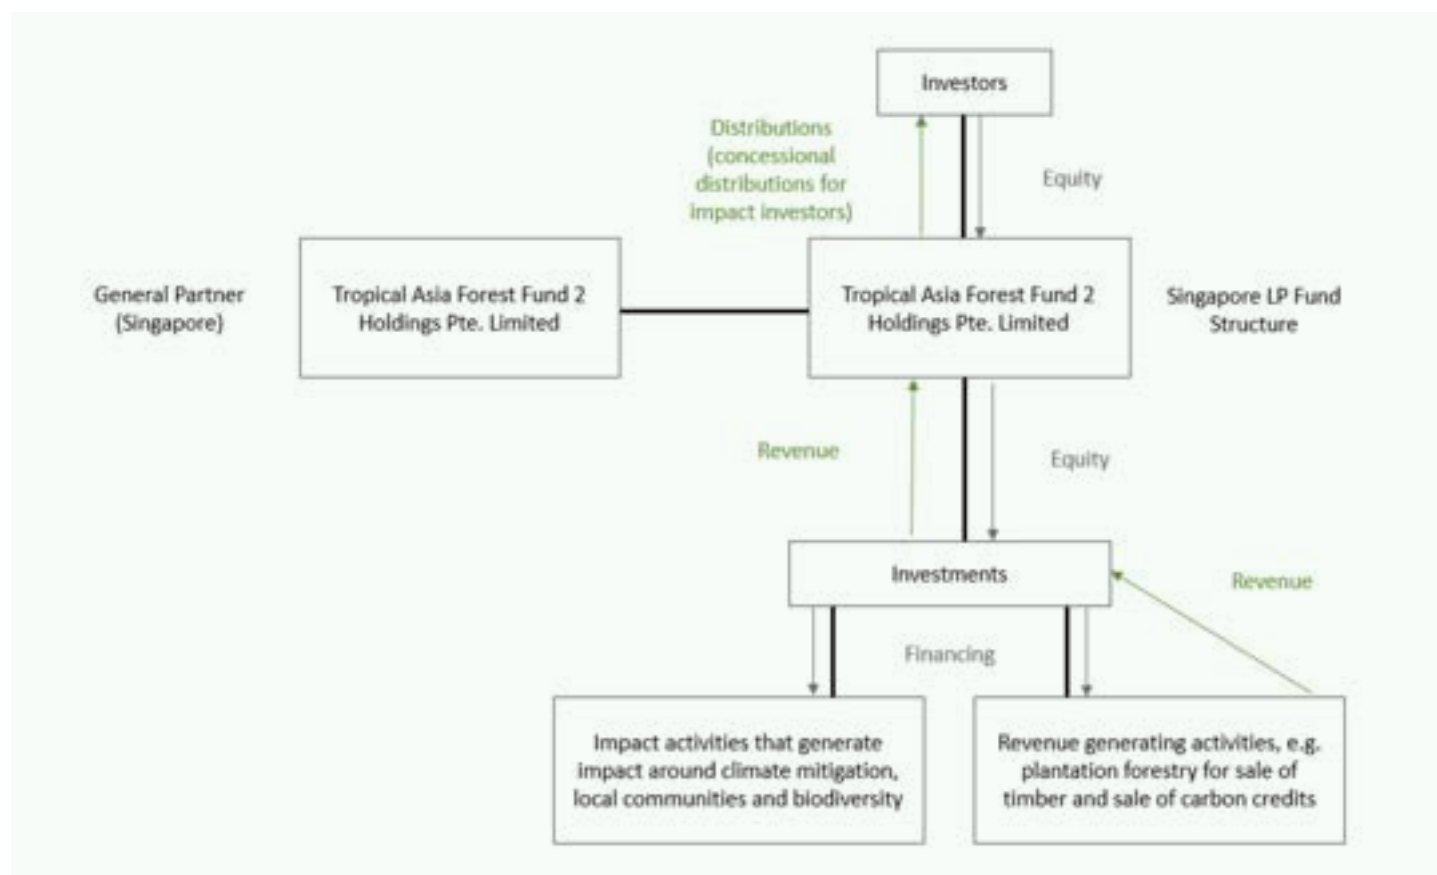 Investors
Distributions
(concessional
distributions for
impact investors)
Equity
General Partner
(Singapore)
Tropical Asia Forest Fund 2
Holdings Pte. Limited
Tropical Asia Forest Fund 2
Holdings Pte. Limited
Singapore LP Fund
Structure
Revenue
Equity
Investments
Revenue
Financing
Impact activities that generate
impact around climate mitigation,
local communities and biodiversity
Revenue generating activities, e.g.
plantation forestry for sale of
timber and sale of carbon credits